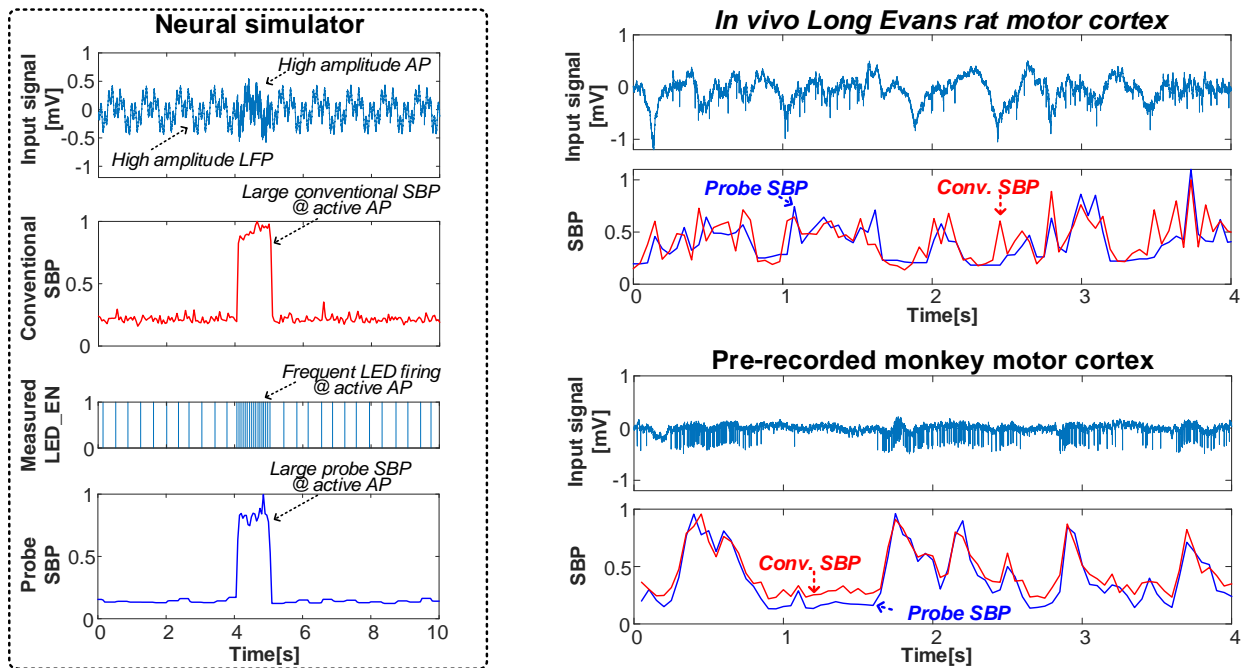 Neural simulator
Input signal
[mV]
1
0.5
0
-0.5
-1
High amplitude AP
High amplitude LFP
Conventional
SBP
1
0.5
0
Large conventional SBP
@ active AP
Measured
LED_EN
1
0
Frequent LED firing
@ active AP
Probe
SBP
1
0.5
0
Large probe SBP
@ active AP
0 2 4 6 8 10
Time[s]
In vivo Long Evans rat motor cortex
Input signal
[mV]
1
0
-1
SBP
1
0.5
0
Probe SBP
Conv. SBP
0 1 2 3 4
Time[s]
Pre-recorded monkey motor cortex
Input signal
[mV]
1
0
-1
SBP
1
0.5
0
Conv. SBP
Probe SBP
0 1 2 3 4
Time[s]